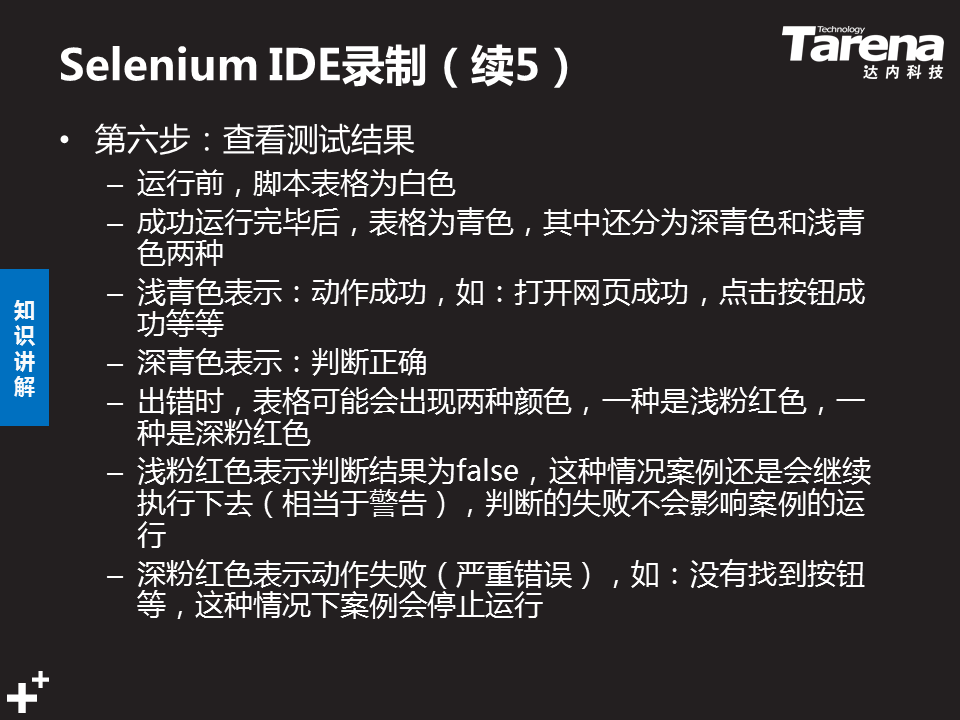 Selenium IDE录制（续5）
Technology
Tarena
达内科技
• 第六步：查看测试结果
– 运行前，脚本表格为白色
– 成功运行完毕后，表格为青色，其中还分为深青色和浅青
色两种
– 浅青色表示：动作成功，如：打开网页成功，点击按钮成
功等等
– 深青色表示：判断正确
– 出错时，表格可能会出现两种颜色，一种是浅粉红色，一
种是深粉红色
– 浅粉红色表示判断结果为false，这种情况案例还是会继续
执行下去（相当于警告），判断的失败不会影响案例的运
行
– 深粉红色表示动作失败（严重错误），如：没有找到按钮
等，这种情况下案例会停止运行
知
识
讲
解